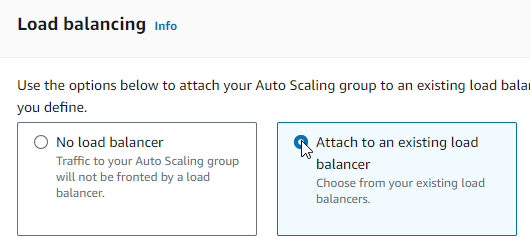 Load balancing Info
Use the options below to attach your Auto Scaling group to an existing load
you define.
No load balancer
Traffic to your Auto Scaling group
will not be fronted by a load
balancer.
Attach to an existing load
balancer
Choose from your existing load
balancers.